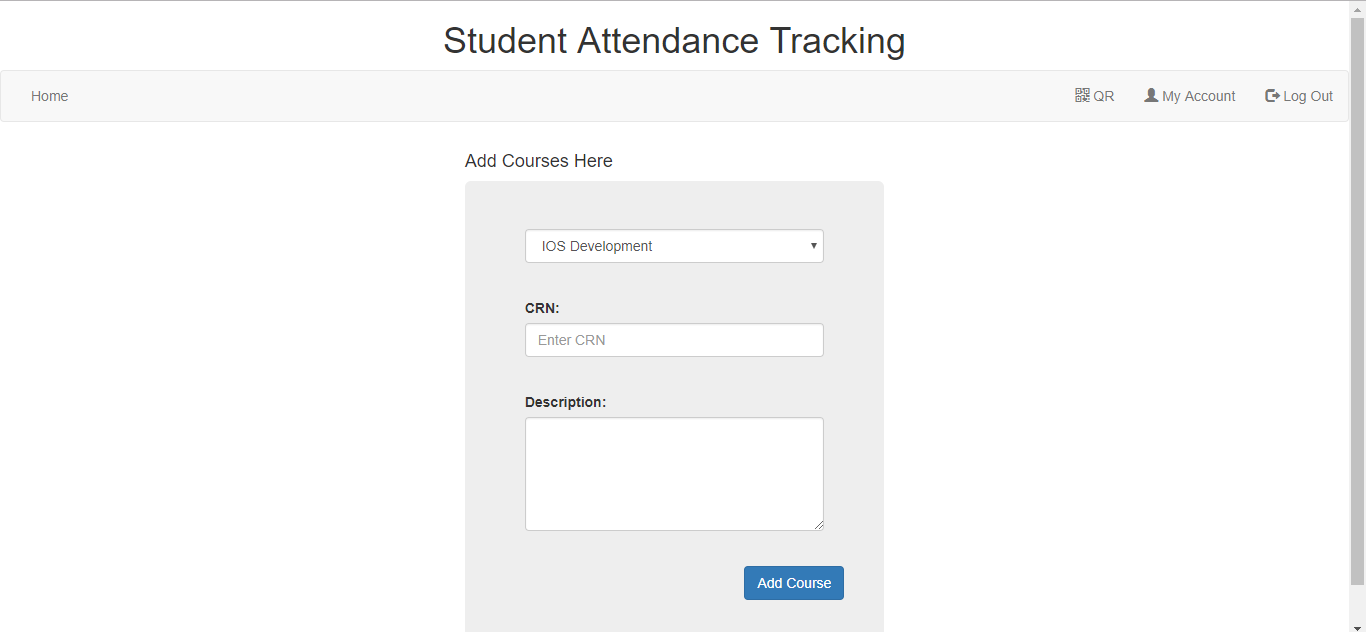 Student Attendance Tracking
Home QR My Account Log Out
Add Courses Here
IOS Development
CRN:
Enter CRN
Description:
Add Course